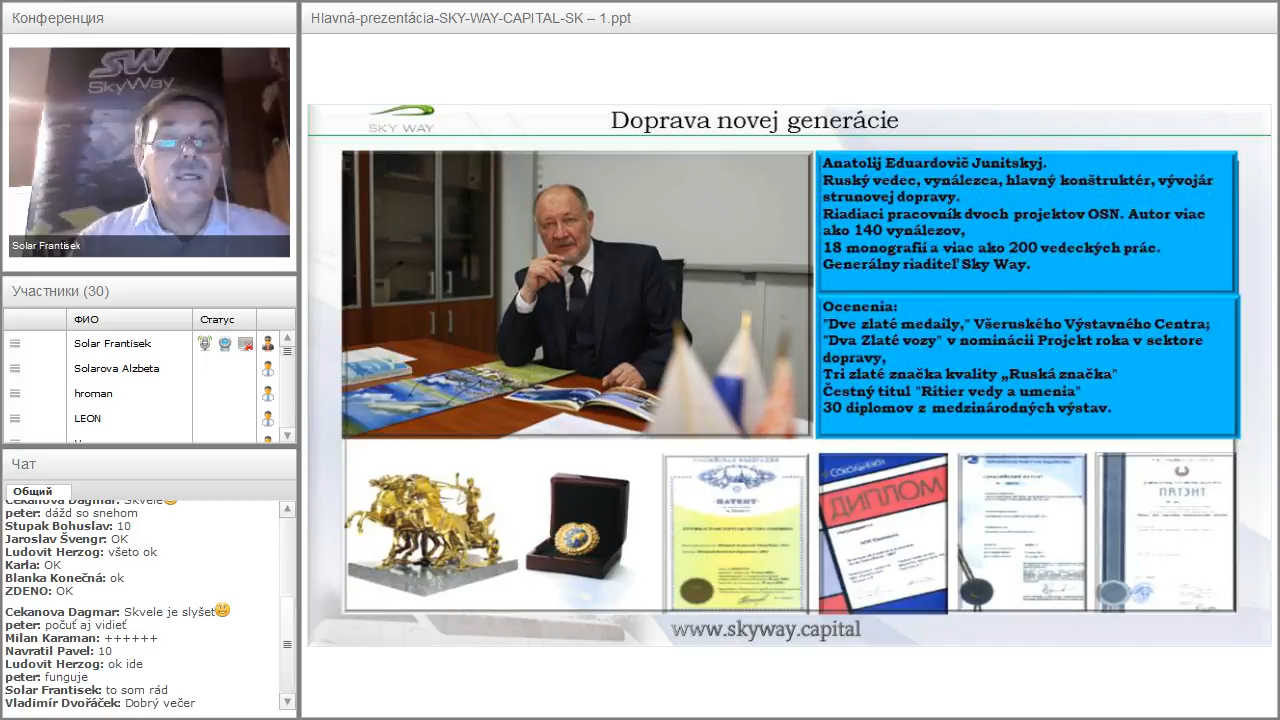 Конференция
SW
SkyWay
Solar Frantisek
Участники (30)
ФИО
Статус
Solar Frantisek
Solarova Alzbeta
hroman
LEON
Чат
Общий
Cekanova Dagmar: Skvele
peter: dážd so snehom
Stupak Bohuslav: 10
Jaroslav Švengr: OK
Ludovit Herzog: všeto ok
Karla: OK
Blanka Konečná: ok
ZDENO: OK
Cekanova Dagmar: Skvele je slyšet
peter: počuť aj vidieť
Milan Karaman: ++++++
Navratil Pavel: 10
Ludovit Herzog: ok ide
peter: funguje
Solar Frantisek: to som rád
Vladimír Dvořáček: Dobrý večer
Hlavná-prezentácia-SKY-WAY-CAPITAL-SK – 1.ppt
SKY WAY
Doprava novej generácie
Anatolij Eduardovič Junitskyj.
Ruský vedec, vynálezca, hlavný konštruktér, vývojár
strunovej dopravy.
Riadiaci pracovník dvoch projektov OSN. Autor viac
ako 140 vynálezov,
18 monografií a viac ako 200 vedeckých prác.
Generálny riaditeľ Sky Way.
Ocenenia:
"Dve zlaté medaily," Všeruského Výstavného Centra;
"Dva Zlaté vozy" v nominácii Projekt roka v sektore
dopravy,
Tri zlaté značka kvality „Ruská značka"
Čestný titul "Ritier vedy a umenia"
30 diplomov z medzinárodných výstav.
ПАТЕНТ
ДИПЛОМ
ПАТЭНТ
www.skyway.capital